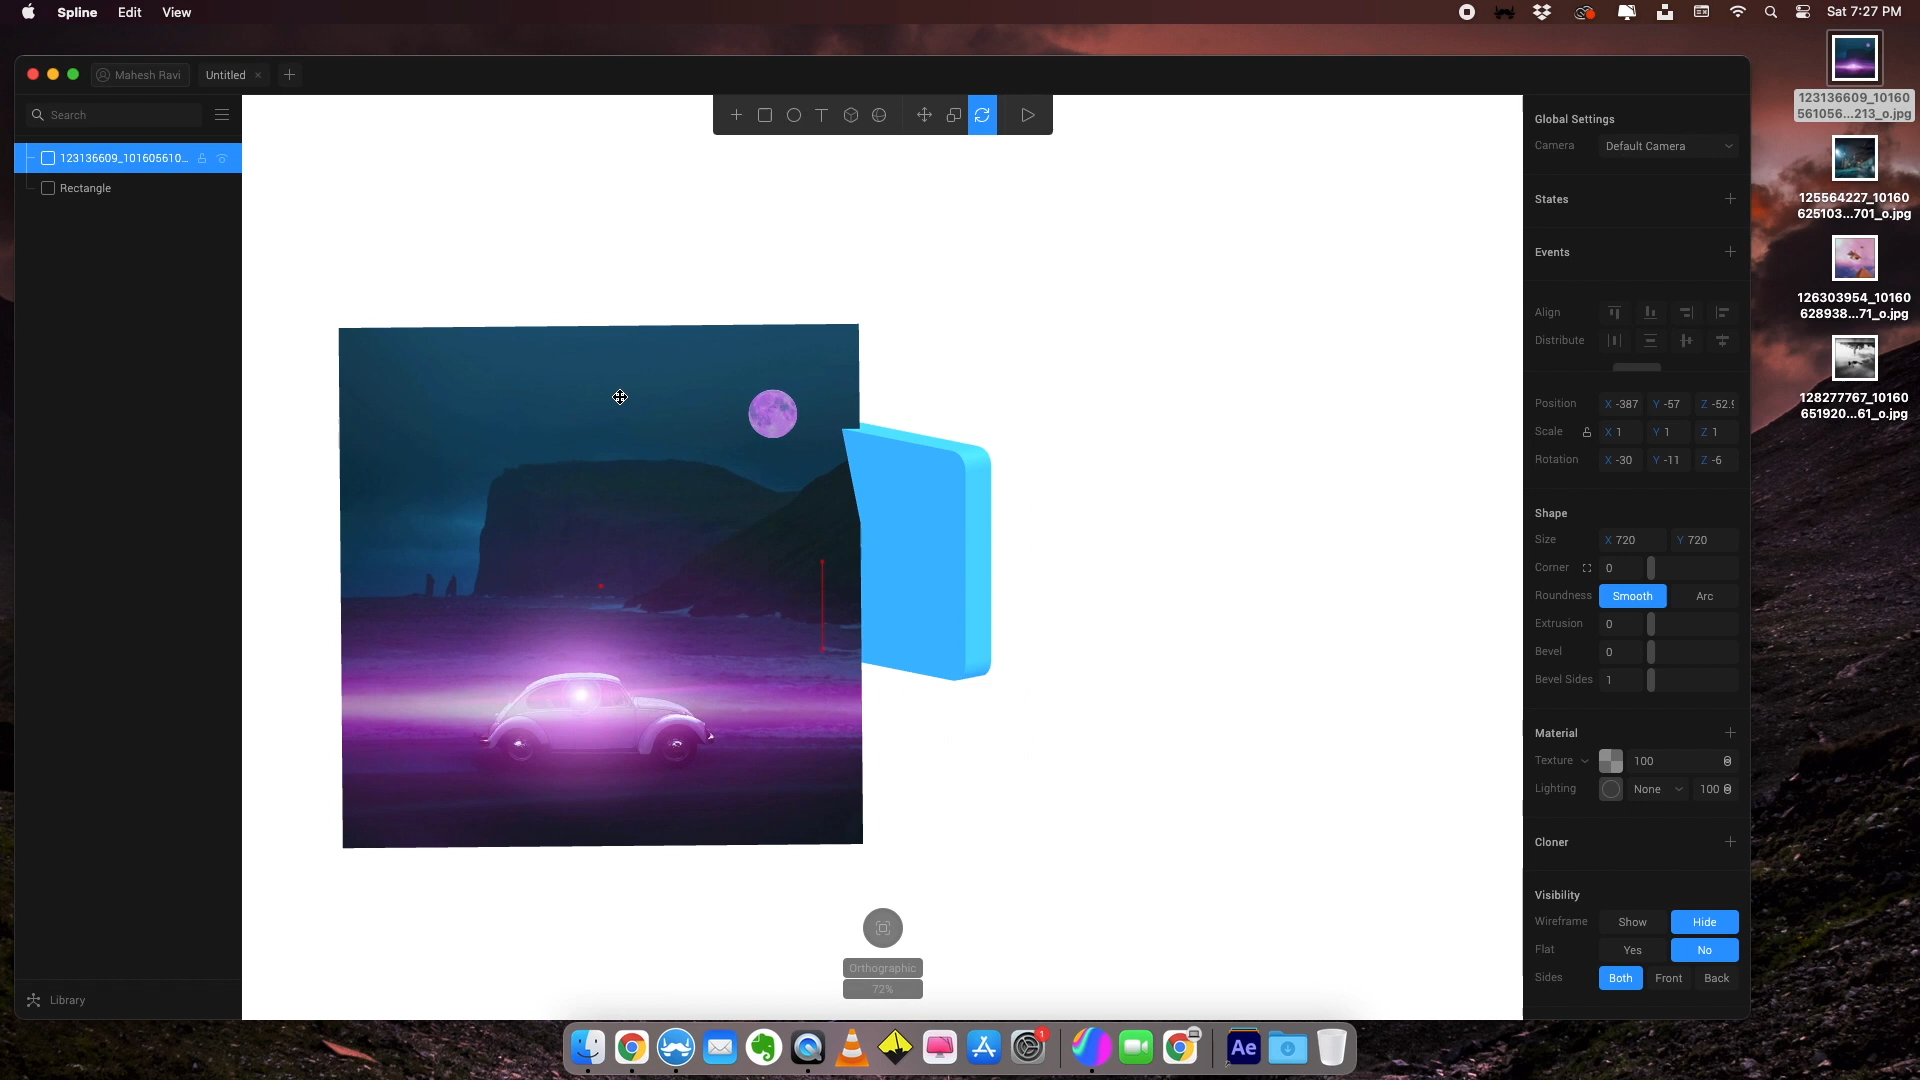 Spline Edit View
Sat 7:27 PM
Mahesh Ravi
Untitled ×
Search
123136609_101605610...
Rectangle
Library
Orthographic
72%
Global Settings
Camera Default Camera
States
Events
Align
Distribute
Position X -387 Y -57 Z -52.9
Scale X 1 Y 1 Z 1
Rotation X -30 Y -11 Z -6
Shape
Size X 720 Y 720
Corner 0
Roundness Smooth Arc
Extrusion 0
Bevel 0
Bevel Sides 1
Material
Texture 100
Lighting None 100
Cloner
Visibility
Wireframe Show Hide
Flat Yes No
Sides Both Front Back
123136609_10160
561056...213_o.jpg
125564227_10160
625103...701_o.jpg
126303954_10160
628938...71_o.jpg
128277767_10160
651920...61_o.jpg
1
Ae